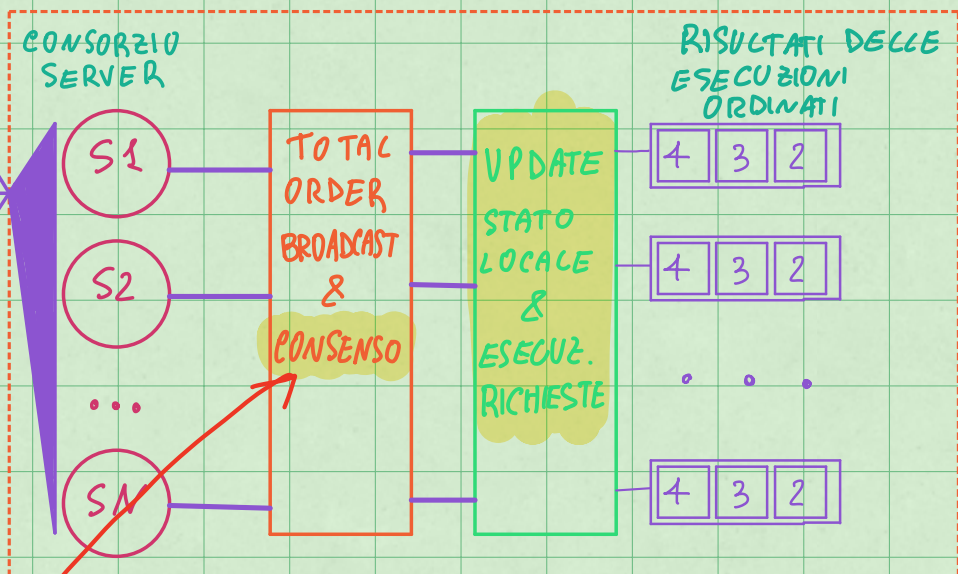 CONSORZIO
SERVER
RISULTATI DELLE
ESECUZIONI
ORDINATI
S1
S2
SN
TOTAL
ORDER
BROADCAST
&
CONSENSO
UPDATE
STATO
LOCALE
&
ESECUZ.
RICHIESTE
4 3 2
4 3 2
4 3 2